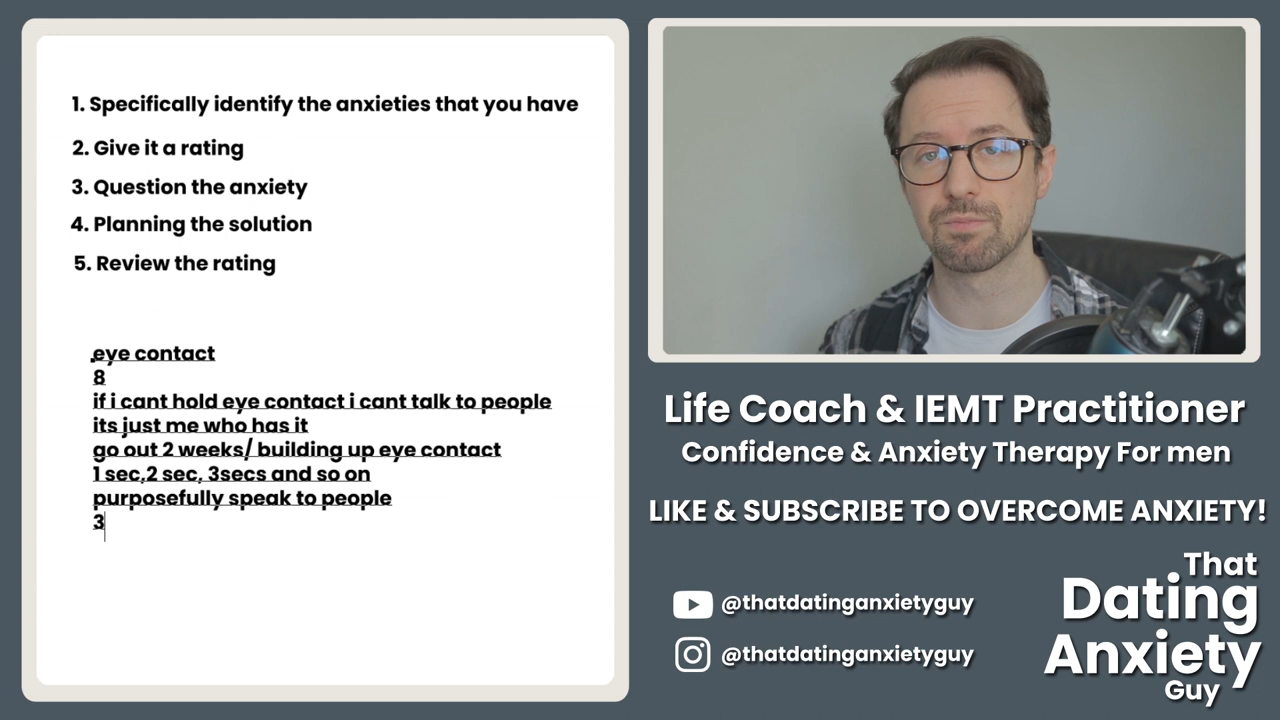 1. Specifically identify the anxieties that you have
2. Give it a rating
3. Question the anxiety
4. Planning the solution
5. Review the rating
eye contact
8
if i cant hold eye contact i cant talk to people
its just me who has it
go out 2 weeks/ building up eye contact
1 sec,2 sec, 3secs and so on
purposefully speak to people
3
Life Coach & IEMT Practitioner
Confidence & Anxiety Therapy For men
LIKE & SUBSCRIBE TO OVERCOME ANXIETY!
@thatdatinganxietyguy
@thatdatinganxietyguy
That
Dating
Anxiety
Guy